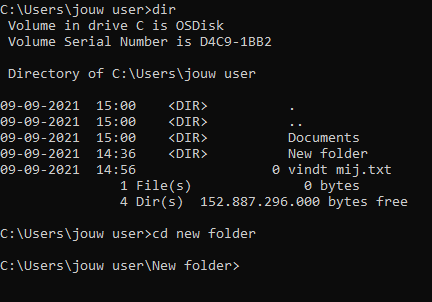 C:\Users\jouw user>dir
 Volume in drive C is OSDisk
 Volume Serial Number is D4C9-1BB2

 Directory of C:\Users\jouw user

09-09-2021  15:00    <DIR>          .
09-09-2021  15:00    <DIR>          ..
09-09-2021  15:00    <DIR>          Documents
09-09-2021  14:36    <DIR>          New folder
09-09-2021  14:56                 0 vindt mij.txt
               1 File(s)              0 bytes
               4 Dir(s)  152.887.296.000 bytes free

C:\Users\jouw user>cd new folder

C:\Users\jouw user\New folder>